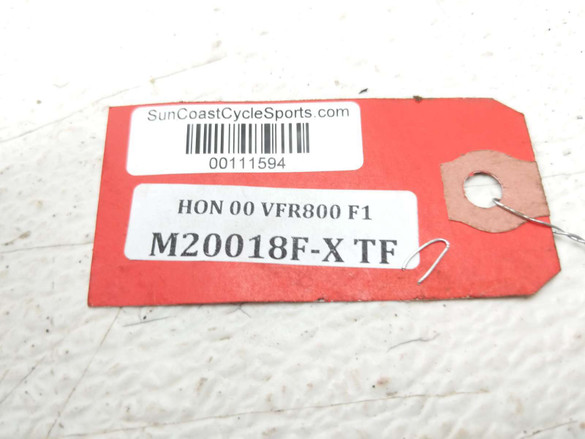 SunCoastCycleSports.com
00111594
HON 00 VFR800 F1
M20018F-X TF